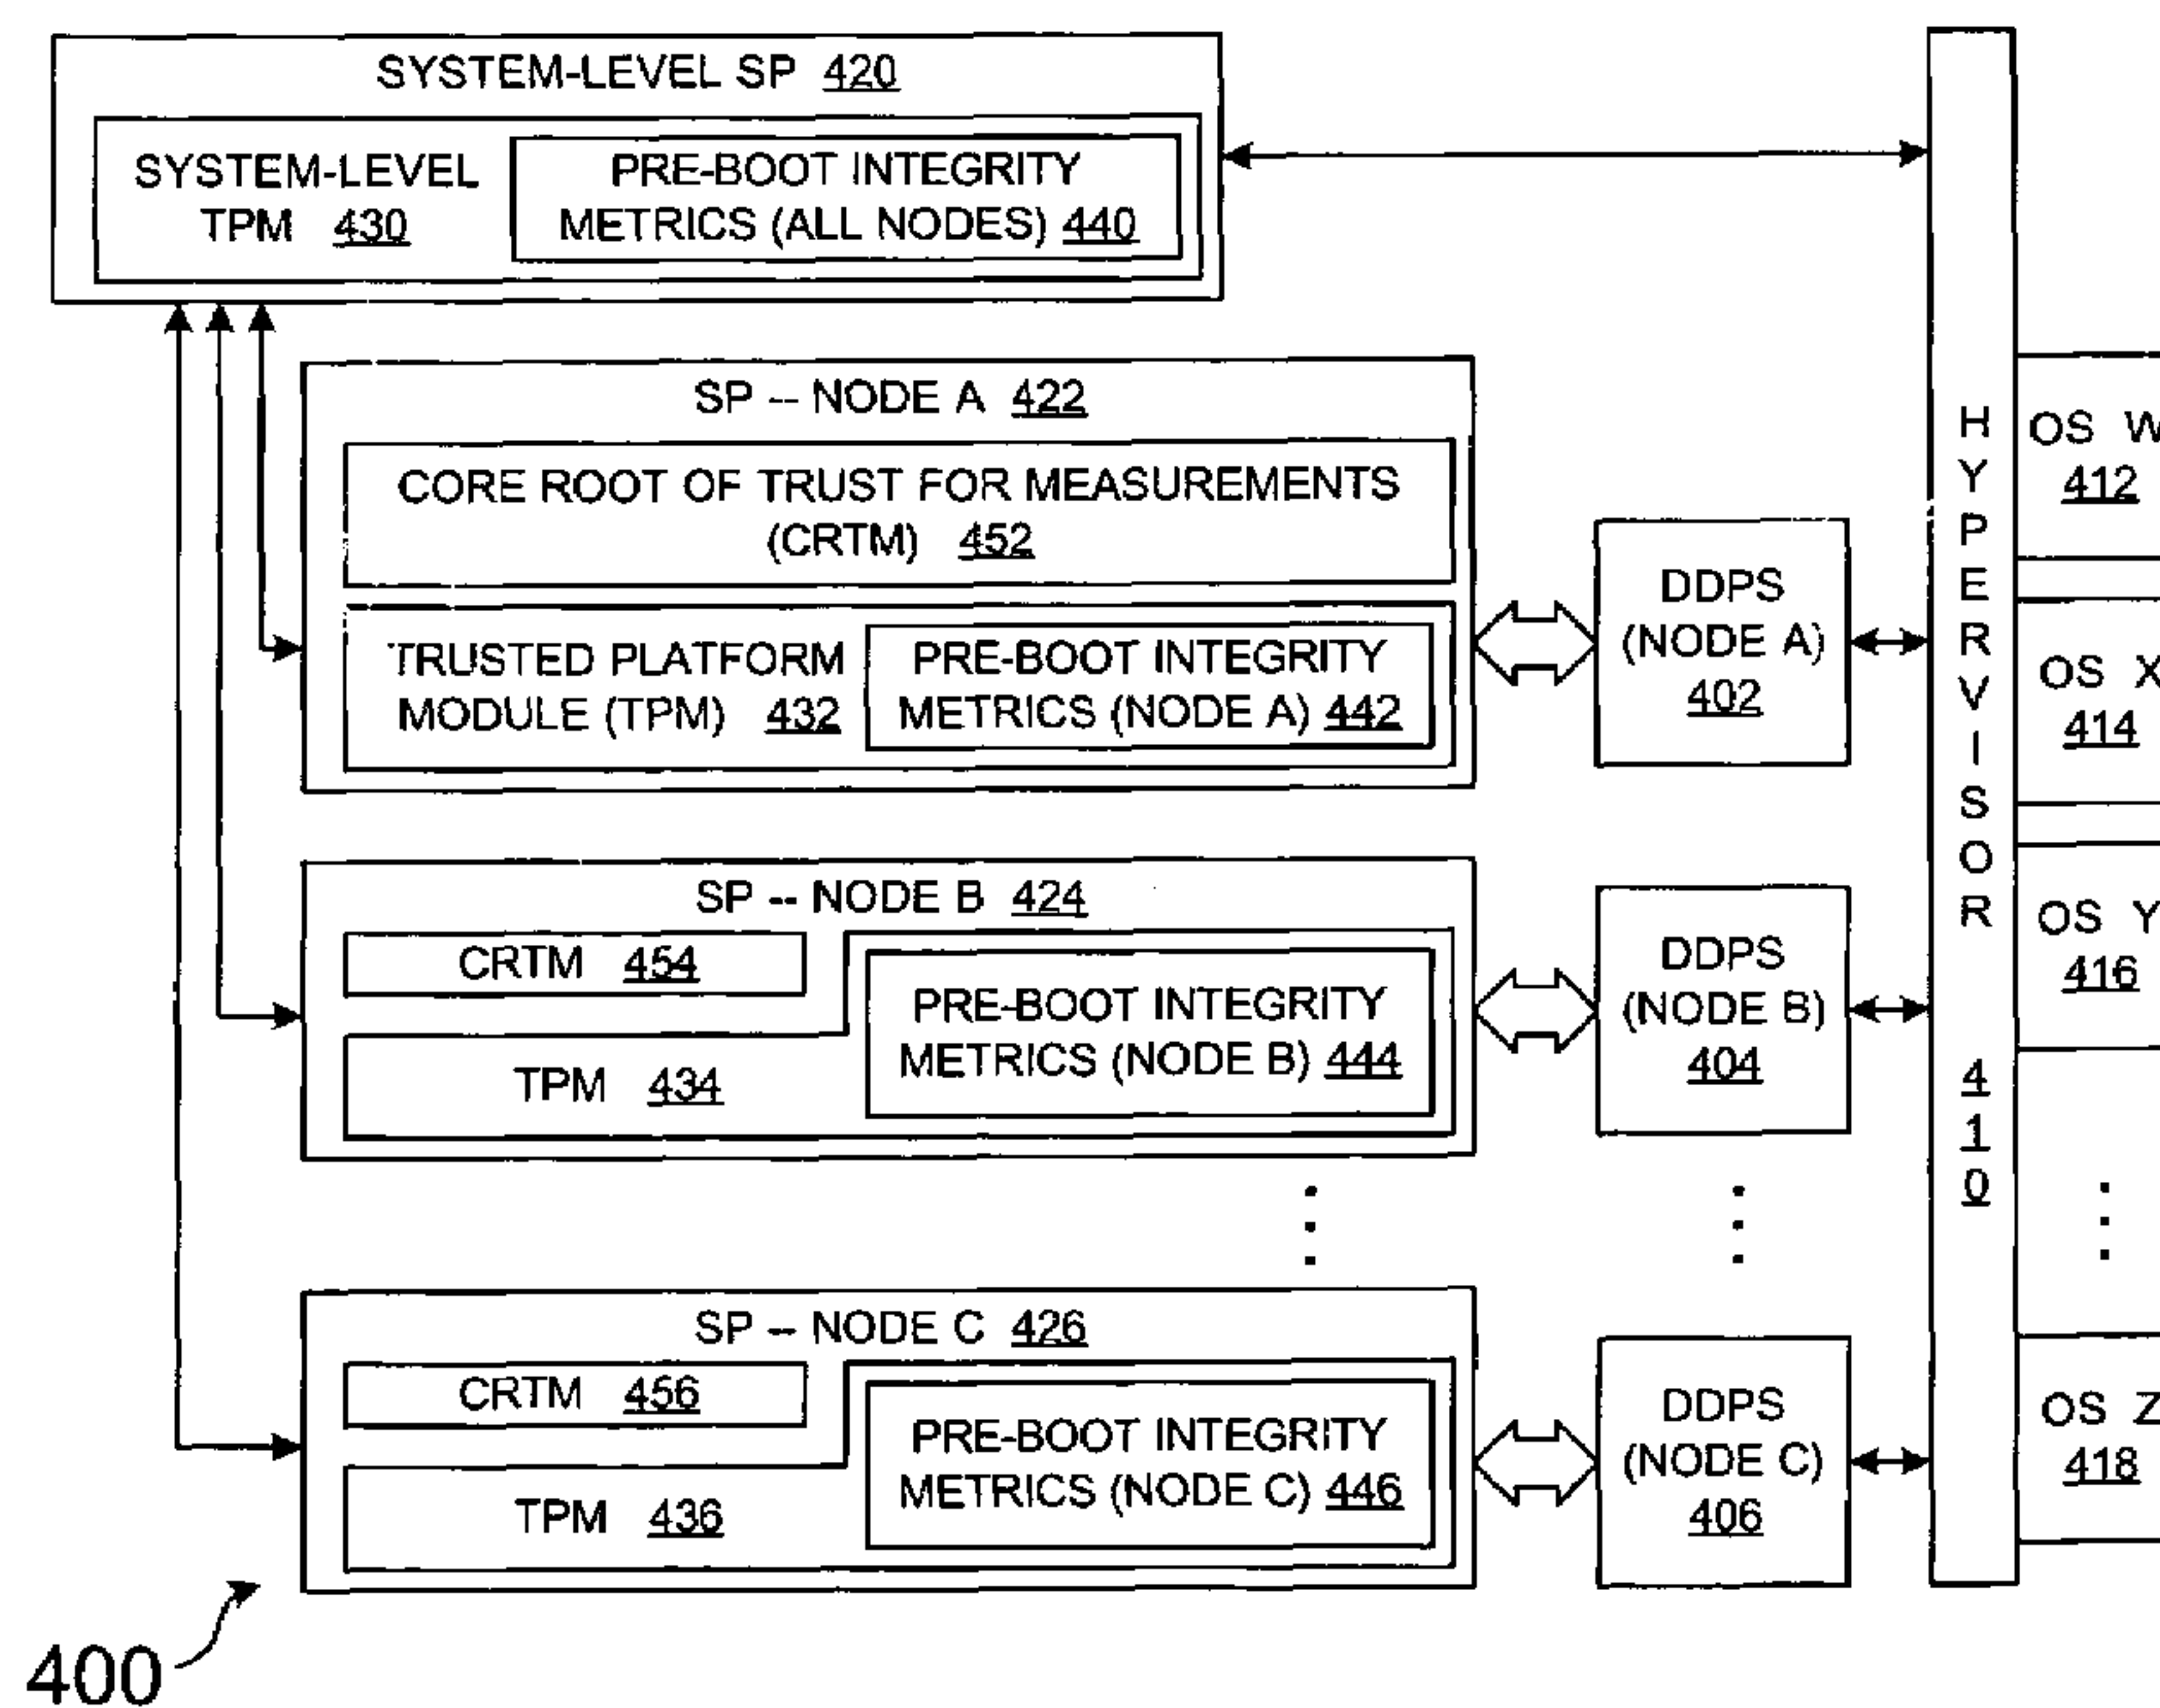 SYSTEM-LEVEL SP 420
SYSTEM-LEVEL
TPM 430
PRE-BOOT INTEGRITY
METRICS (ALL NODES) 440
SP -- NODE A 422
CORE ROOT OF TRUST FOR MEASUREMENTS
(CRTM) 452
TRUSTED PLATFORM
MODULE (TPM) 432
PRE-BOOT INTEGRITY
METRICS (NODE A) 442
DDPS
(NODE A)
402
SP -- NODE B 424
CRTM 454
TPM 434
PRE-BOOT INTEGRITY
METRICS (NODE B) 444
DDPS
(NODE B)
404
SP -- NODE C 426
CRTM 456
TPM 436
PRE-BOOT INTEGRITY
METRICS (NODE C) 446
DDPS
(NODE C)
406
HYPERVISOR 410
OS W
412
OS X
414
OS Y
416
OS Z
418
400